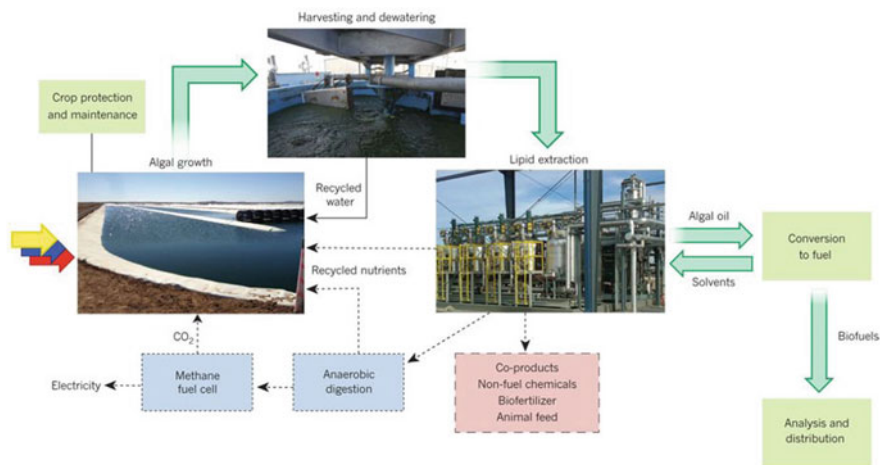 Harvesting and dewatering
Crop protection
and maintenance
Algal growth
Lipid extraction
Recycled
water
Algal oil
Conversion
to fuel
Solvents
Recycled nutrients
CO₂
Biofuels
Methane
fuel cell
Electricity
Anaerobic
digestion
Co-products
Non-fuel chemicals
Biofertilizer
Animal feed
Analysis and
distribution